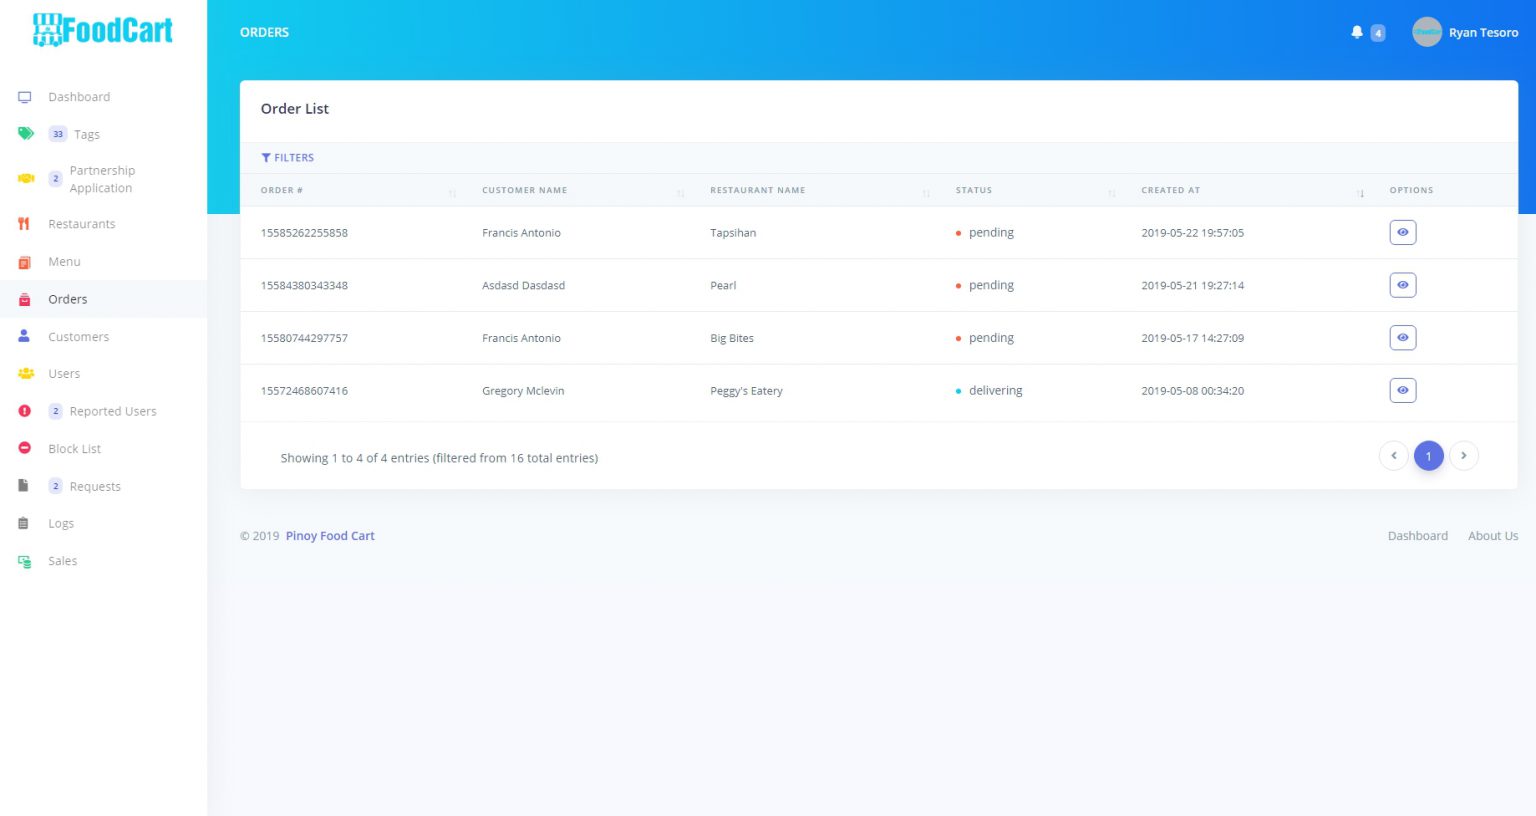 FoodCart
ORDERS
4
Ryan Tesoro
Dashboard
33 Tags
2 Partnership Application
Restaurants
Menu
Orders
Customers
Users
2 Reported Users
Block List
2 Requests
Logs
Sales
Order List
FILTERS
ORDER # CUSTOMER NAME RESTAURANT NAME STATUS CREATED AT OPTIONS
15585262255858 Francis Antonio Tapsihan pending 2019-05-22 19:57:05
15584380343348 Asdasd Dasdasd Pearl pending 2019-05-21 19:27:14
15580744297757 Francis Antonio Big Bites pending 2019-05-17 14:27:09
15572468607416 Gregory Mclevin Peggy's Eatery delivering 2019-05-08 00:34:20
Showing 1 to 4 of 4 entries (filtered from 16 total entries)
1
© 2019 Pinoy Food Cart
Dashboard About Us